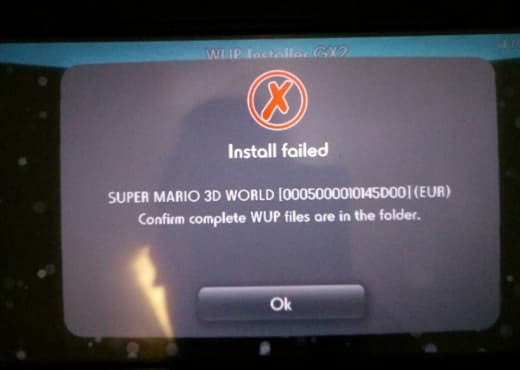 WUP Installer GX2
Install failed
SUPER MARIO 3D WORLD [0005000010145D00] (EUR)
Confirm complete WUP files are in the folder.
Ok